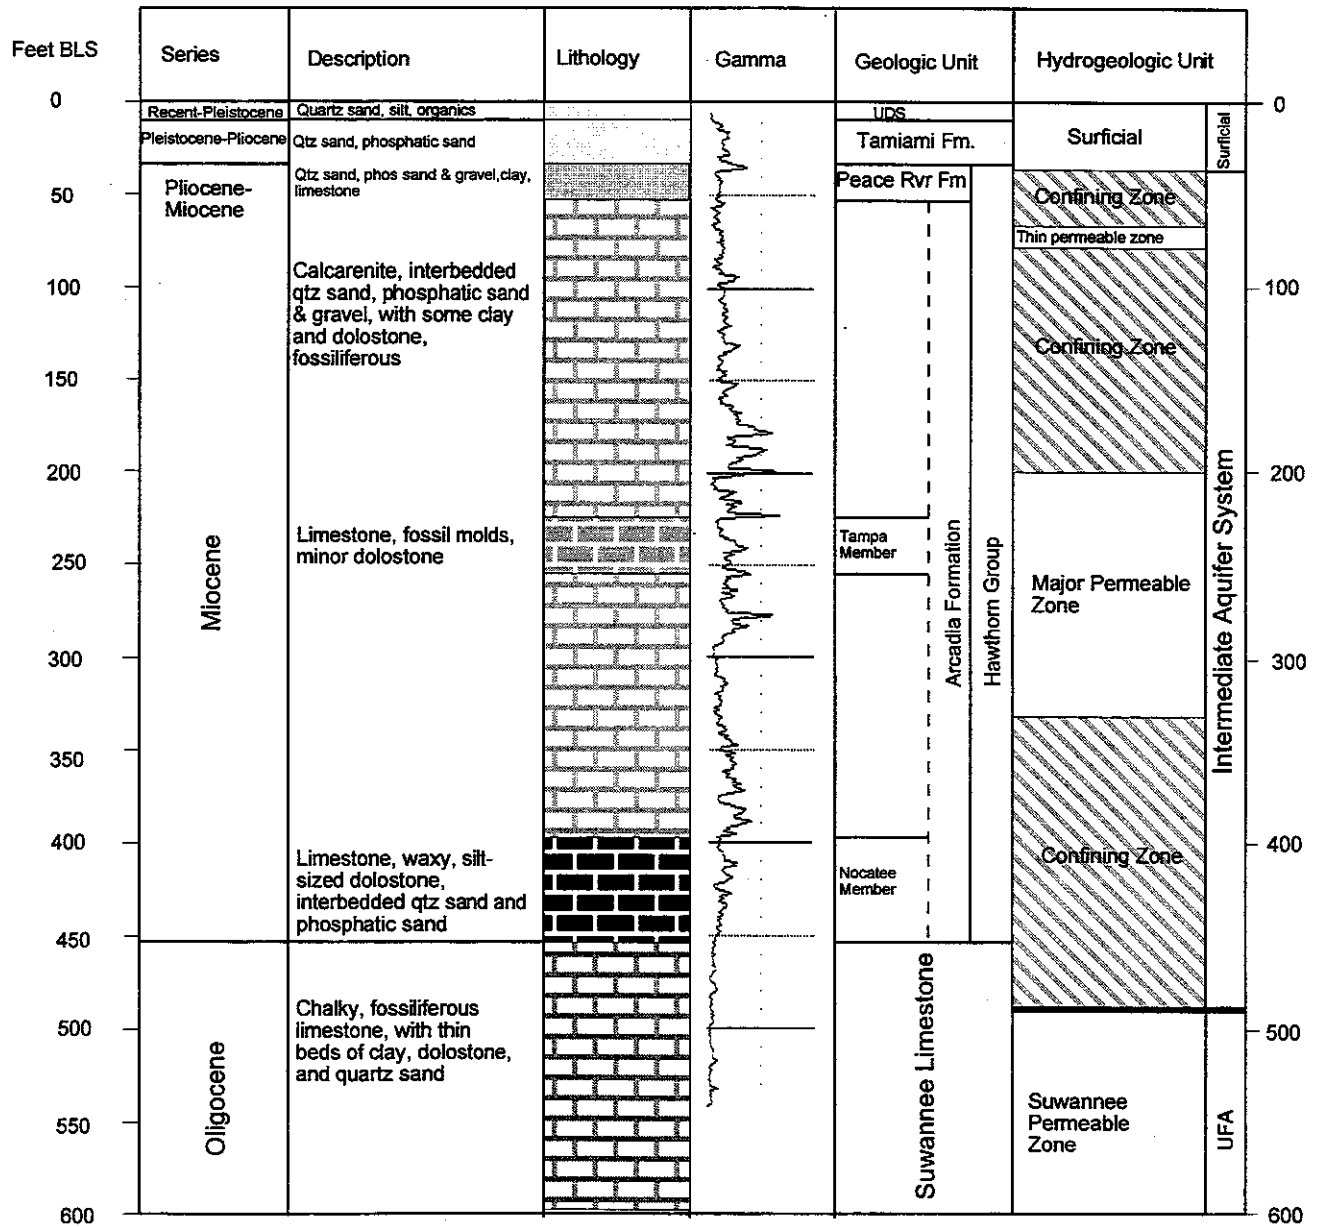 Feet BLS
Series
Description
Lithology
Gamma
Geologic Unit
Hydrogeologic Unit
0
50
100
150
200
250
300
350
400
450
500
550
600
Recent-Pleistocene
Pleistocene-Pliocene
Pliocene-
Miocene
Miocene
Oligocene
Quartz sand, silt, organics
Qtz sand, phosphatic sand
Qtz sand, phos sand & gravel,clay,
limestone
Calcarenite, interbedded
qtz sand, phosphatic sand
& gravel, with some clay
and dolostone,
fossiliferous
Limestone, fossil molds,
minor dolostone
Limestone, waxy, silt-
sized dolostone,
interbedded qtz sand and
phosphatic sand
Chalky, fossiliferous
limestone, with thin
beds of clay, dolostone,
and quartz sand
UDS
Tamiami Fm.
Peace Rvr Fm
Tampa
Member
Nocatee
Member
Arcadia Formation
Hawthorn Group
Suwannee Limestone
Surficial
Confining Zone
Thin permeable zone
Confining Zone
Major Permeable
Zone
Confining Zone
Suwannee
Permeable
Zone
Surficial
Intermediate Aquifer System
UFA
0
100
200
300
400
500
600